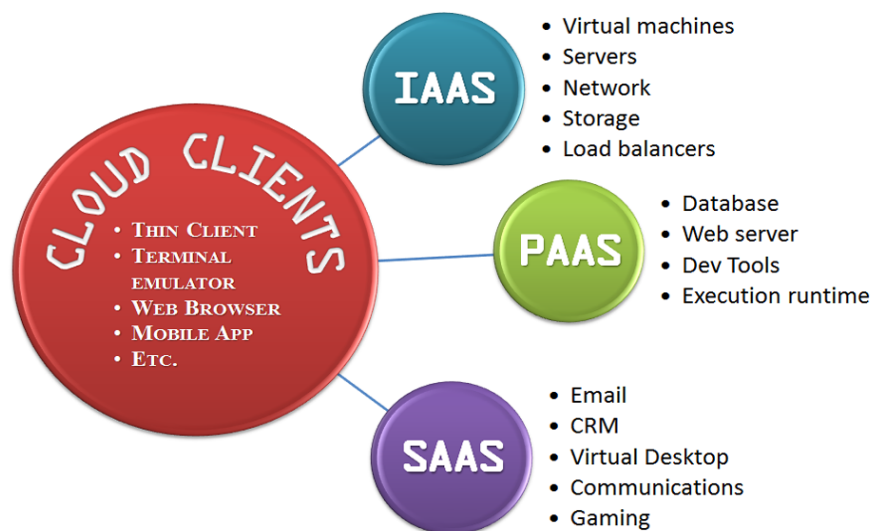 CLOUD CLIENTS
• THIN CLIENT
• TERMINAL
EMULATOR
• WEB BROWSER
• MOBILE APP
• ETC.
IAAS
• Virtual machines
• Servers
• Network
• Storage
• Load balancers
PAAS
• Database
• Web server
• Dev Tools
• Execution runtime
SAAS
• Email
• CRM
• Virtual Desktop
• Communications
• Gaming